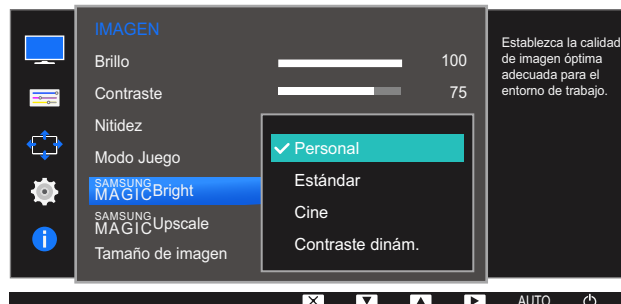 IMAGEN
Brillo 100
Contraste 75
Nitidez
Modo Juego
SAMSUNG MAGIC Bright
SAMSUNG MAGIC Upscale
Tamaño de imagen
Personal
Estándar
Cine
Contraste dinám.
Establezca la calidad
de imagen óptima
adecuada para el
entorno de trabajo.
AUTO